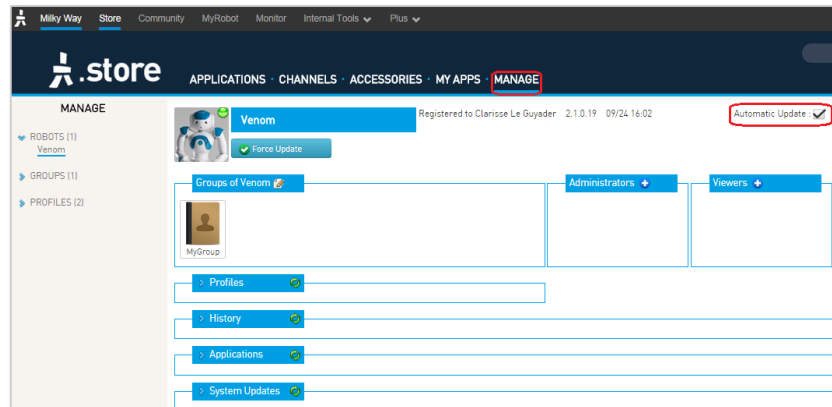 Milky Way Store Community MyRobot Monitor Internal Tools Plus
.store
APPLICATIONS · CHANNELS · ACCESSORIES · MY APPS · MANAGE
MANAGE
ROBOTS (1)
Venom
GROUPS (1)
PROFILES (2)
Venom
Registered to Clarisse Le Guyader 2.1.0.19 09/24 16:02
Automatic Update :
Force Update
Groups of Venom
Administrators
Viewers
MyGroup
Profiles
History
Applications
System Updates